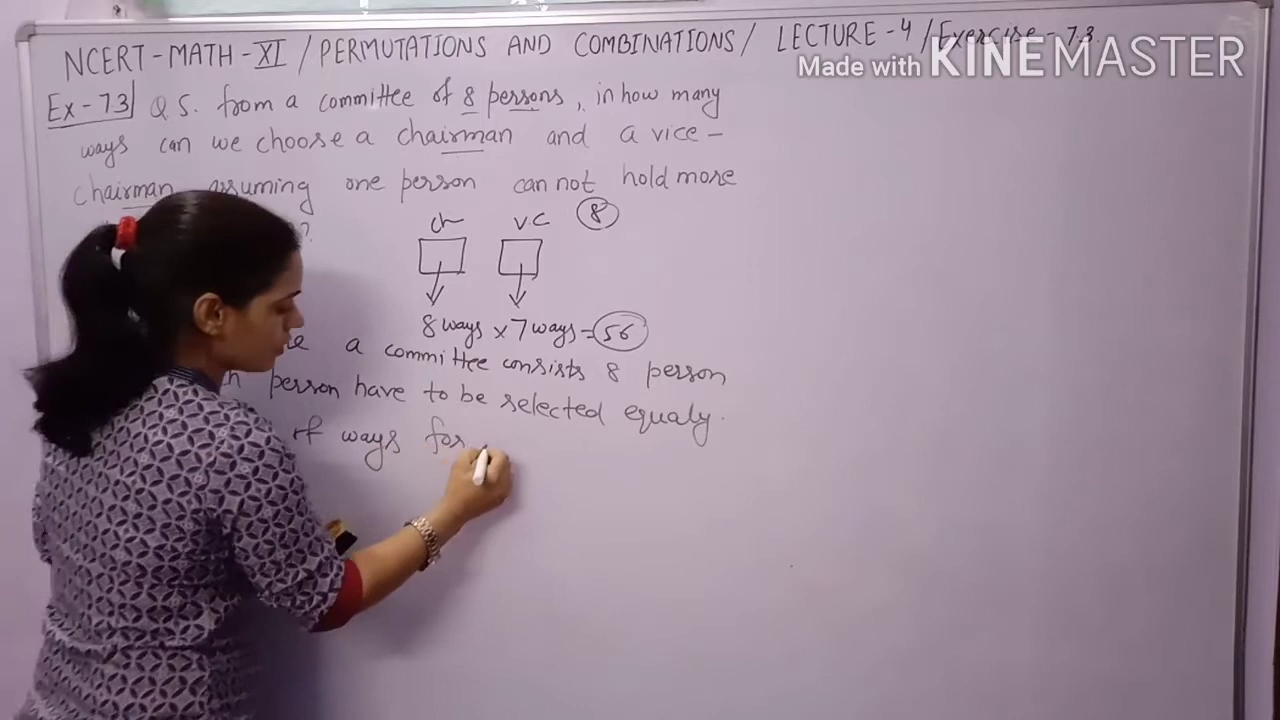 NCERT-MATH-XI / PERMUTATIONS AND COMBINATIONS / LECTURE-4 / Exercise-7.3.
Made with KINEMASTER
Ex-7.3 Q5. from a committee of 8 persons, in how many
ways can we choose a chairman and a vice-
chairman assuming one person can not hold more
?
ch V.C 8
8 ways x 7 ways = 56
a committee consists 8 person
person have to be selected equaly.
of ways for